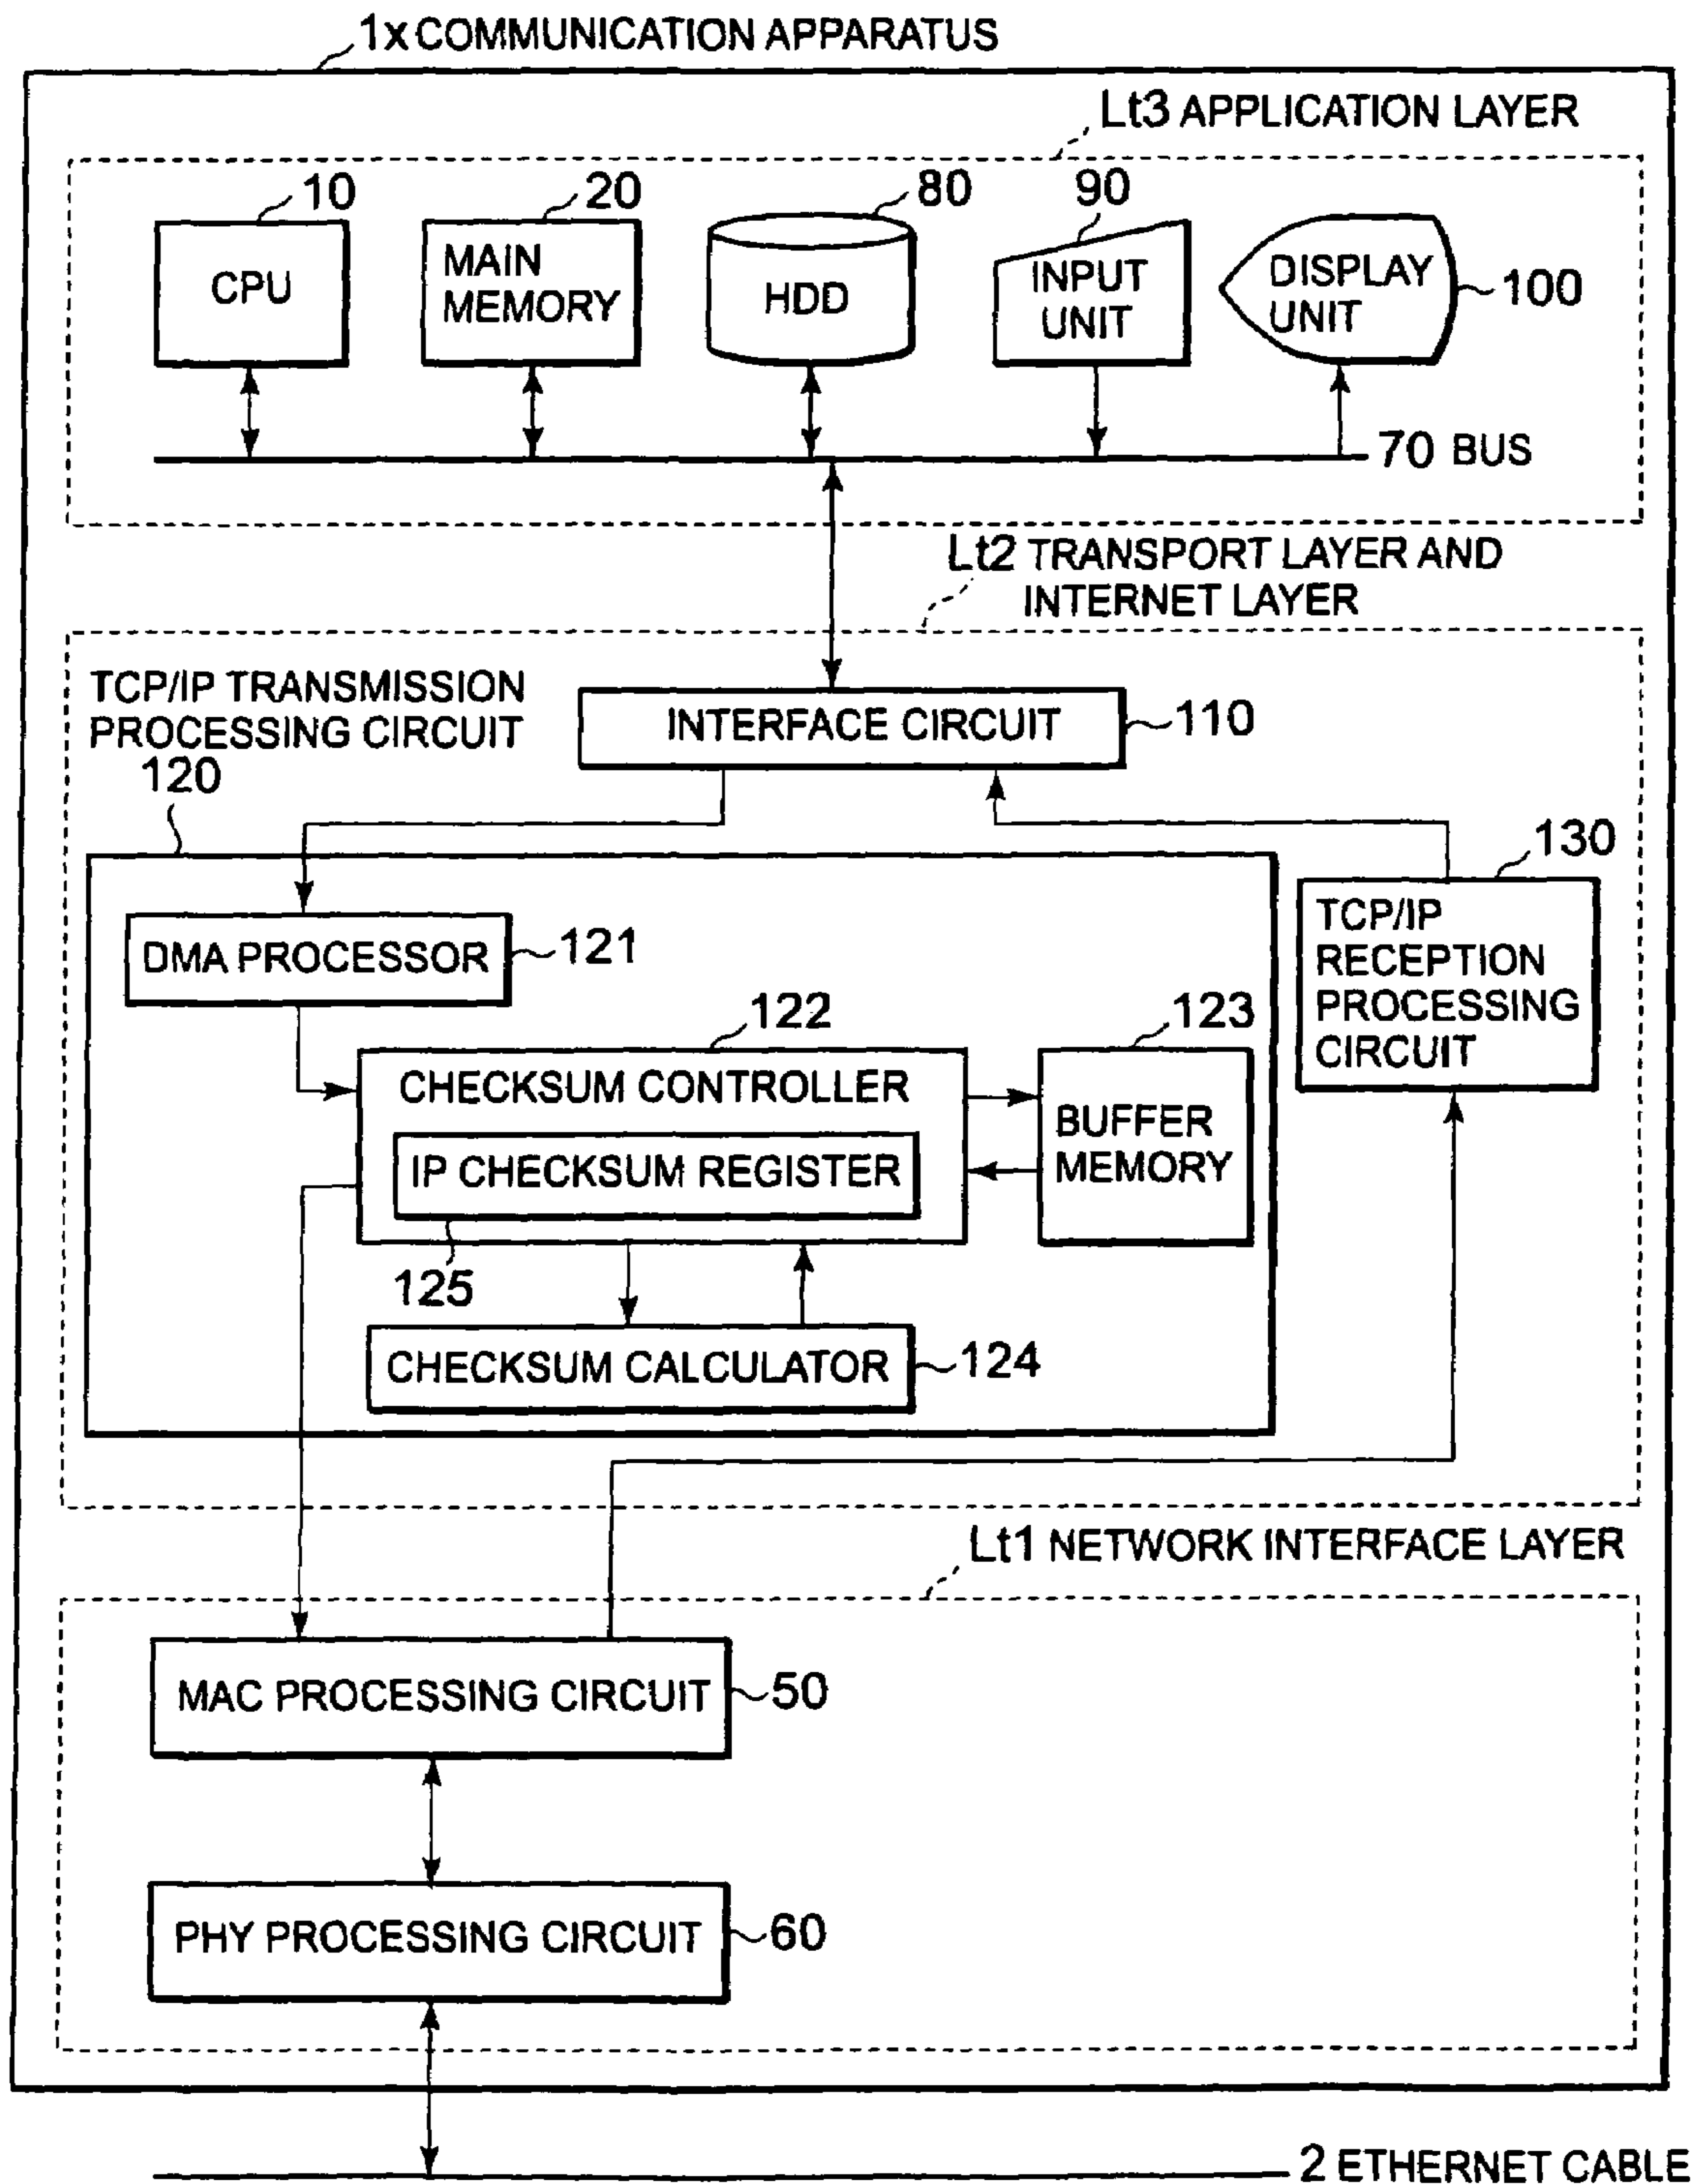 1x COMMUNICATION APPARATUS
Lt3 APPLICATION LAYER
10
20
80
90
CPU
MAIN
MEMORY
HDD
INPUT
UNIT
DISPLAY
UNIT
100
70 BUS
Lt2 TRANSPORT LAYER AND
INTERNET LAYER
TCP/IP TRANSMISSION
PROCESSING CIRCUIT
120
INTERFACE CIRCUIT
110
130
TCP/IP
RECEPTION
PROCESSING
CIRCUIT
DMA PROCESSOR
121
122
123
CHECKSUM CONTROLLER
IP CHECKSUM REGISTER
125
BUFFER
MEMORY
CHECKSUM CALCULATOR
124
Lt1 NETWORK INTERFACE LAYER
MAC PROCESSING CIRCUIT
50
PHY PROCESSING CIRCUIT
60
2 ETHERNET CABLE